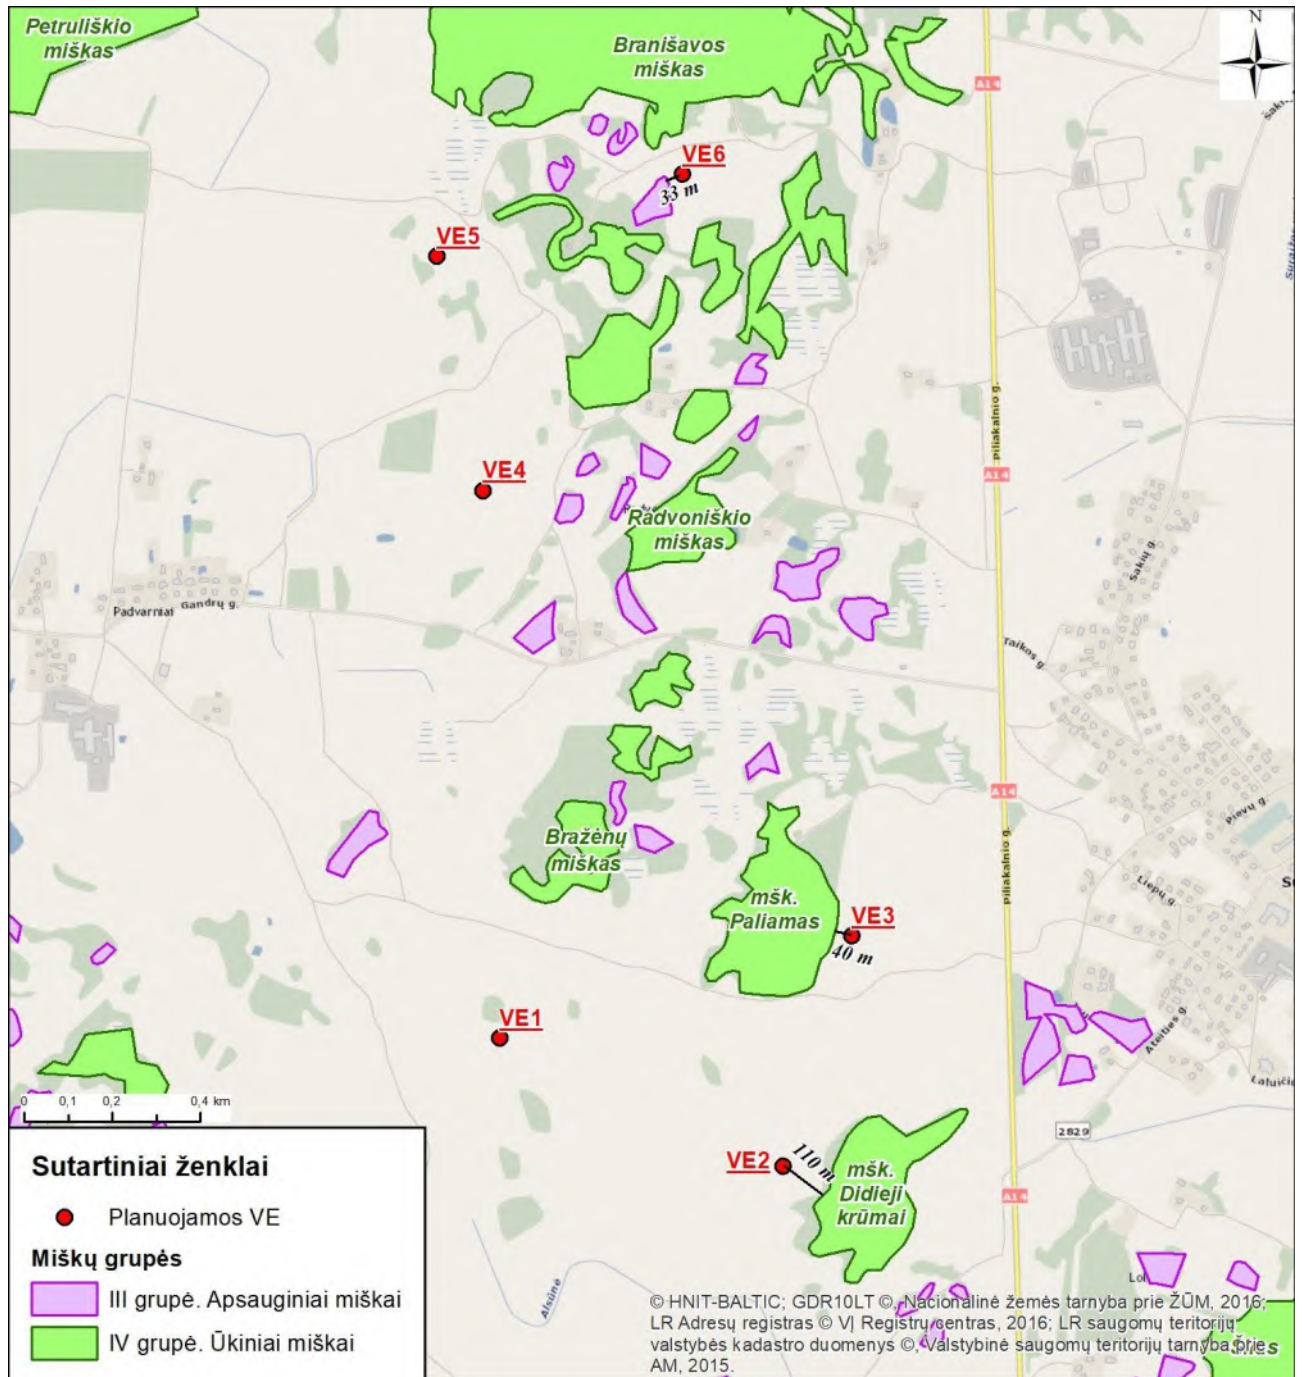 Petruliškio
miškas
Branišavos
miškas
N
A14
VE6
33 m
VE5
Piliakalnio g.
A14
VE4
Radvoniškio
miškas
Šakių g.
Padvarniai
Gandrų g.
Taikos g.
A14
Pievų g.
Piliakalnio g.
Bražėnų
miškas
Liepų g.
mšk.
Paliamas
VE3
40 m
VE1
Ateities g.
0 0,1 0,2 0,4 km
2829
VE2
110 m
mšk.
Didieji
krūmai
A14
Alsūnė
Sutartiniai ženklai
Planuojamos VE
Miškų grupės
III grupė. Apsauginiai miškai
IV grupė. Ūkiniai miškai
© HNIT-BALTIC; GDR10LT ©, Nacionalinė žemės tarnyba prie ŽŪM, 2016;
LR Adresų registras © VĮ Registrų centras, 2016; LR saugomų teritorijų
valstybės kadastro duomenys ©, Valstybinė saugomų teritorijų tarnyba prie
AM, 2015.